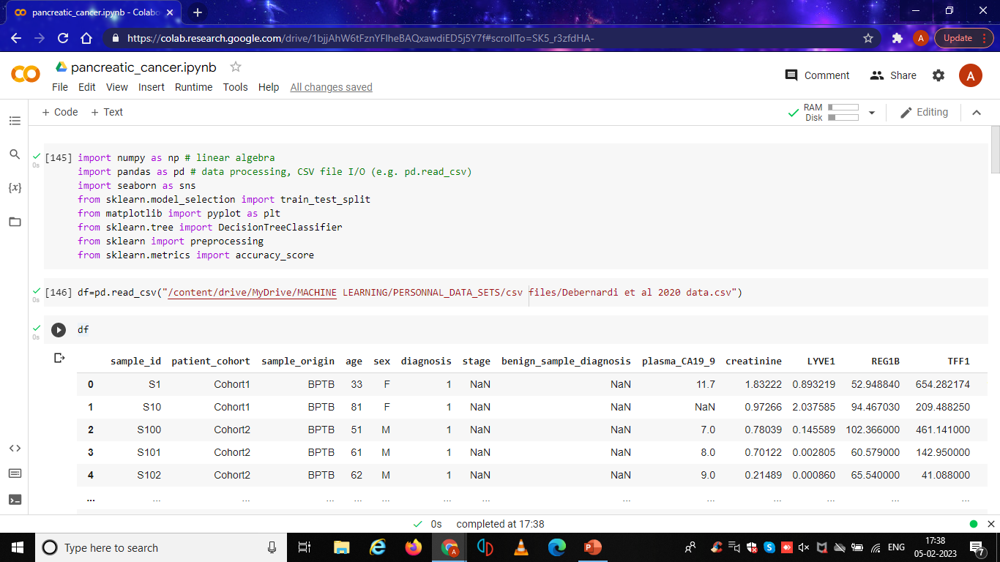 pancreatic_cancer.ipynb - Colabo
https://colab.research.google.com/drive/1bjjAhW6tFznYFIheBAQxawdiED5j5Y7f#scrollTo=SK5_r3zfdHA-
A
Update
pancreatic_cancer.ipynb
File Edit View Insert Runtime Tools Help All changes saved
Comment Share A
+ Code + Text
RAM
Disk
Editing
[145] import numpy as np # linear algebra
0s
import pandas as pd # data processing, CSV file I/O (e.g. pd.read_csv)
import seaborn as sns
from sklearn.model_selection import train_test_split
from matplotlib import pyplot as plt
from sklearn.tree import DecisionTreeClassifier
from sklearn import preprocessing
from sklearn.metrics import accuracy_score
{x}
[146] df=pd.read_csv("/content/drive/MyDrive/MACHINE LEARNING/PERSONNAL_DATA_SETS/csv files/Debernardi et al 2020 data.csv")
0s
df
0s
sample_id patient_cohort sample_origin age sex diagnosis stage benign_sample_diagnosis plasma_CA19_9 creatinine LYVE1 REG1B TFF1
0 S1 Cohort1 BPTB 33 F 1 NaN NaN 11.7 1.83222 0.893219 52.948840 654.282174
1 S10 Cohort1 BPTB 81 F 1 NaN NaN NaN 0.97266 2.037585 94.467030 209.488250
2 S100 Cohort2 BPTB 51 M 1 NaN NaN 7.0 0.78039 0.145589 102.366000 461.141000
3 S101 Cohort2 BPTB 61 M 1 NaN NaN 8.0 0.70122 0.002805 60.579000 142.950000
4 S102 Cohort2 BPTB 62 M 1 NaN NaN 9.0 0.21489 0.000860 65.540000 41.088000
... ... ... ... ... ... ... ... ... ... ... ... ... ...
0s completed at 17:38
Type here to search
ENG
17:38
05-02-2023
7